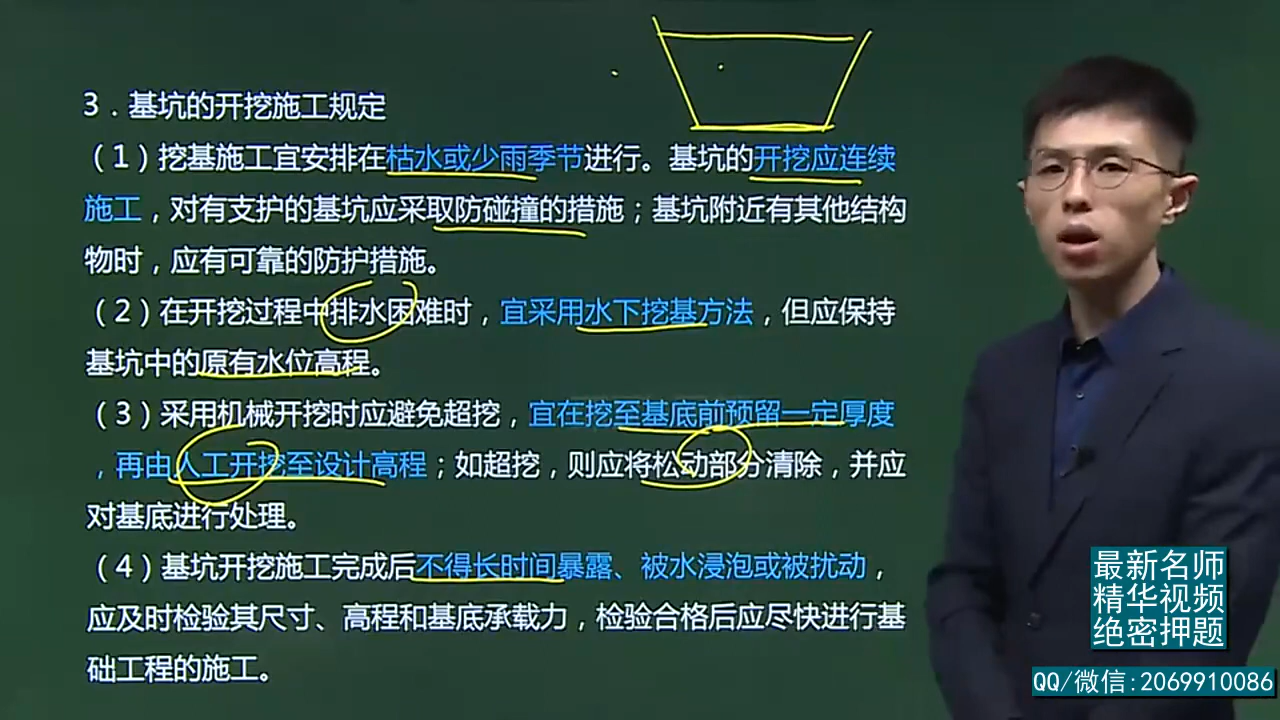 3．基坑的开挖施工规定
（1）挖基施工宜安排在枯水或少雨季节进行。基坑的开挖应连续
施工，对有支护的基坑应采取防碰撞的措施；基坑附近有其他结构
物时，应有可靠的防护措施。
（2）在开挖过程中排水困难时，宜采用水下挖基方法，但应保持
基坑中的原有水位高程。
（3）采用机械开挖时应避免超挖，宜在挖至基底前预留一定厚度
，再由人工开挖至设计高程；如超挖，则应将松动部分清除，并应
对基底进行处理。
（4）基坑开挖施工完成后不得长时间暴露、被水浸泡或被扰动，
应及时检验其尺寸、高程和基底承载力，检验合格后应尽快进行基
础工程的施工。
最新名师
精华视频
绝密押题
QQ/微信:2069910086